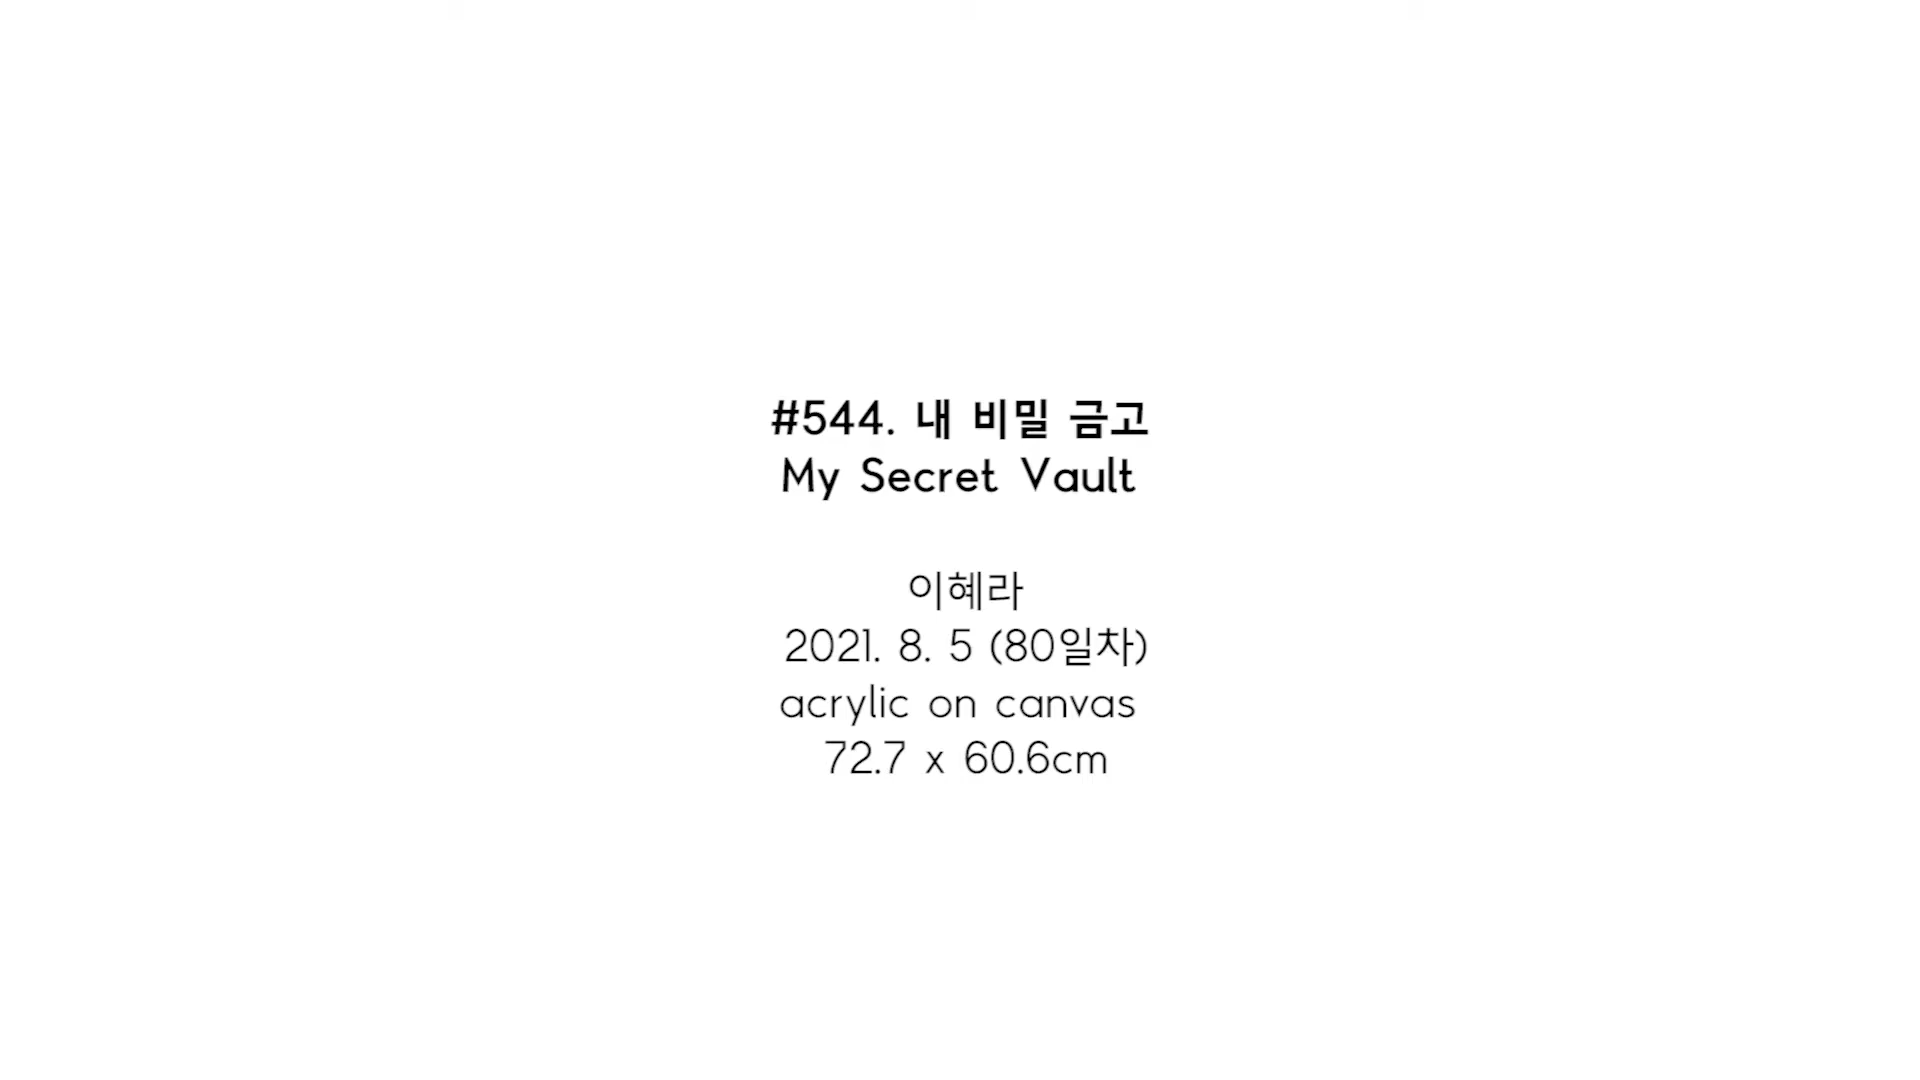 #544. 내 비밀 금고
My Secret Vault
이혜라
2021. 8. 5 (80일차)
acrylic on canvas
72.7 x 60.6cm